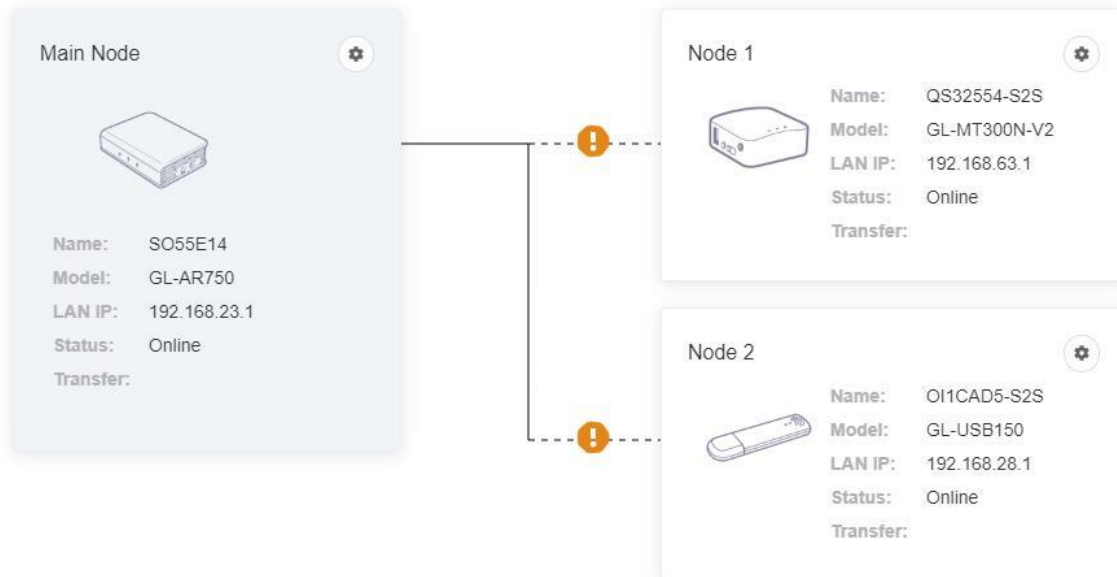 Main Node
Name: SO55E14
Model: GL-AR750
LAN IP: 192.168.23.1
Status: Online
Transfer:
Node 1
Name: QS32554-S2S
Model: GL-MT300N-V2
LAN IP: 192.168.63.1
Status: Online
Transfer:
Node 2
Name: OI1CAD5-S2S
Model: GL-USB150
LAN IP: 192.168.28.1
Status: Online
Transfer: